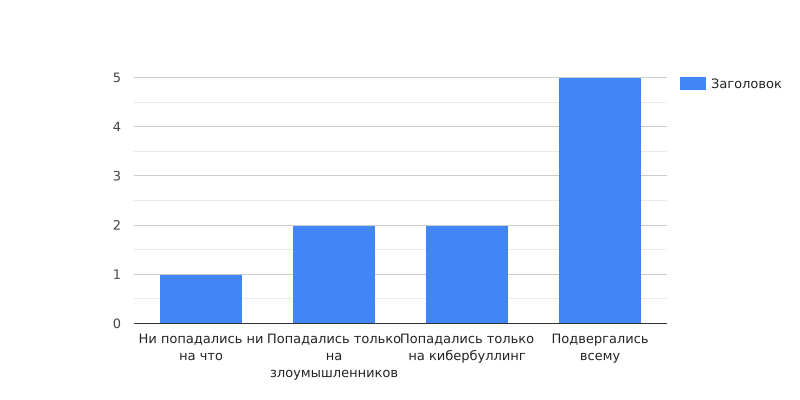 5
4
3
2
1
0
Заголовок
Ни попадались ни
на что
Попадались только
на
злоумышленников
Попадались только
на кибербуллинг
Подвергались
всему